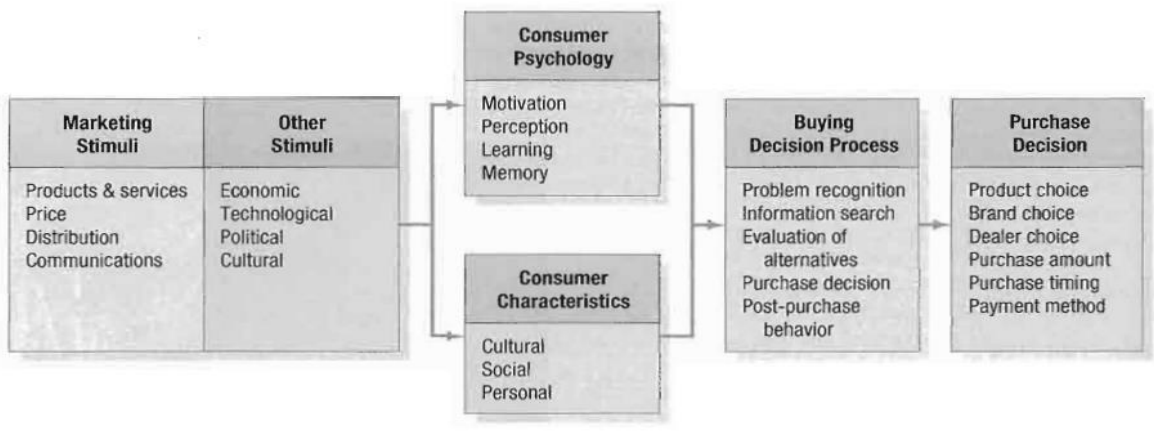 Marketing
Stimuli
Products & services
Price
Distribution
Communications
Other
Stimuli
Economic
Technological
Political
Cultural
Consumer
Psychology
Motivation
Perception
Learning
Memory
Consumer
Characteristics
Cultural
Social
Personal
Buying
Decision Process
Problem recognition
Information search
Evaluation of
alternatives
Purchase decision
Post-purchase
behavior
Purchase
Decision
Product choice
Brand choice
Dealer choice
Purchase amount
Purchase timing
Payment method